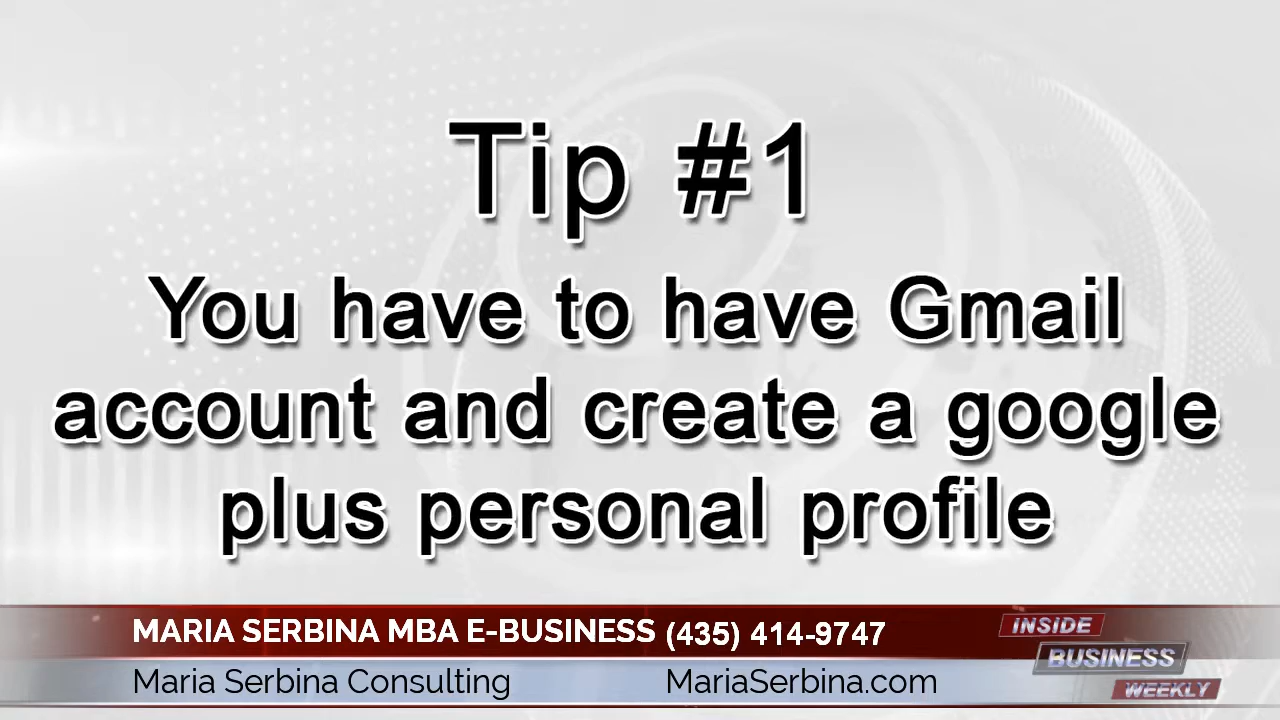 Tip #1
You have to have Gmail
account and create a google
plus personal profile
MARIA SERBINA MBA E-BUSINESS (435) 414-9747
Maria Serbina Consulting MariaSerbina.com
INSIDE
BUSINESS
WEEKLY